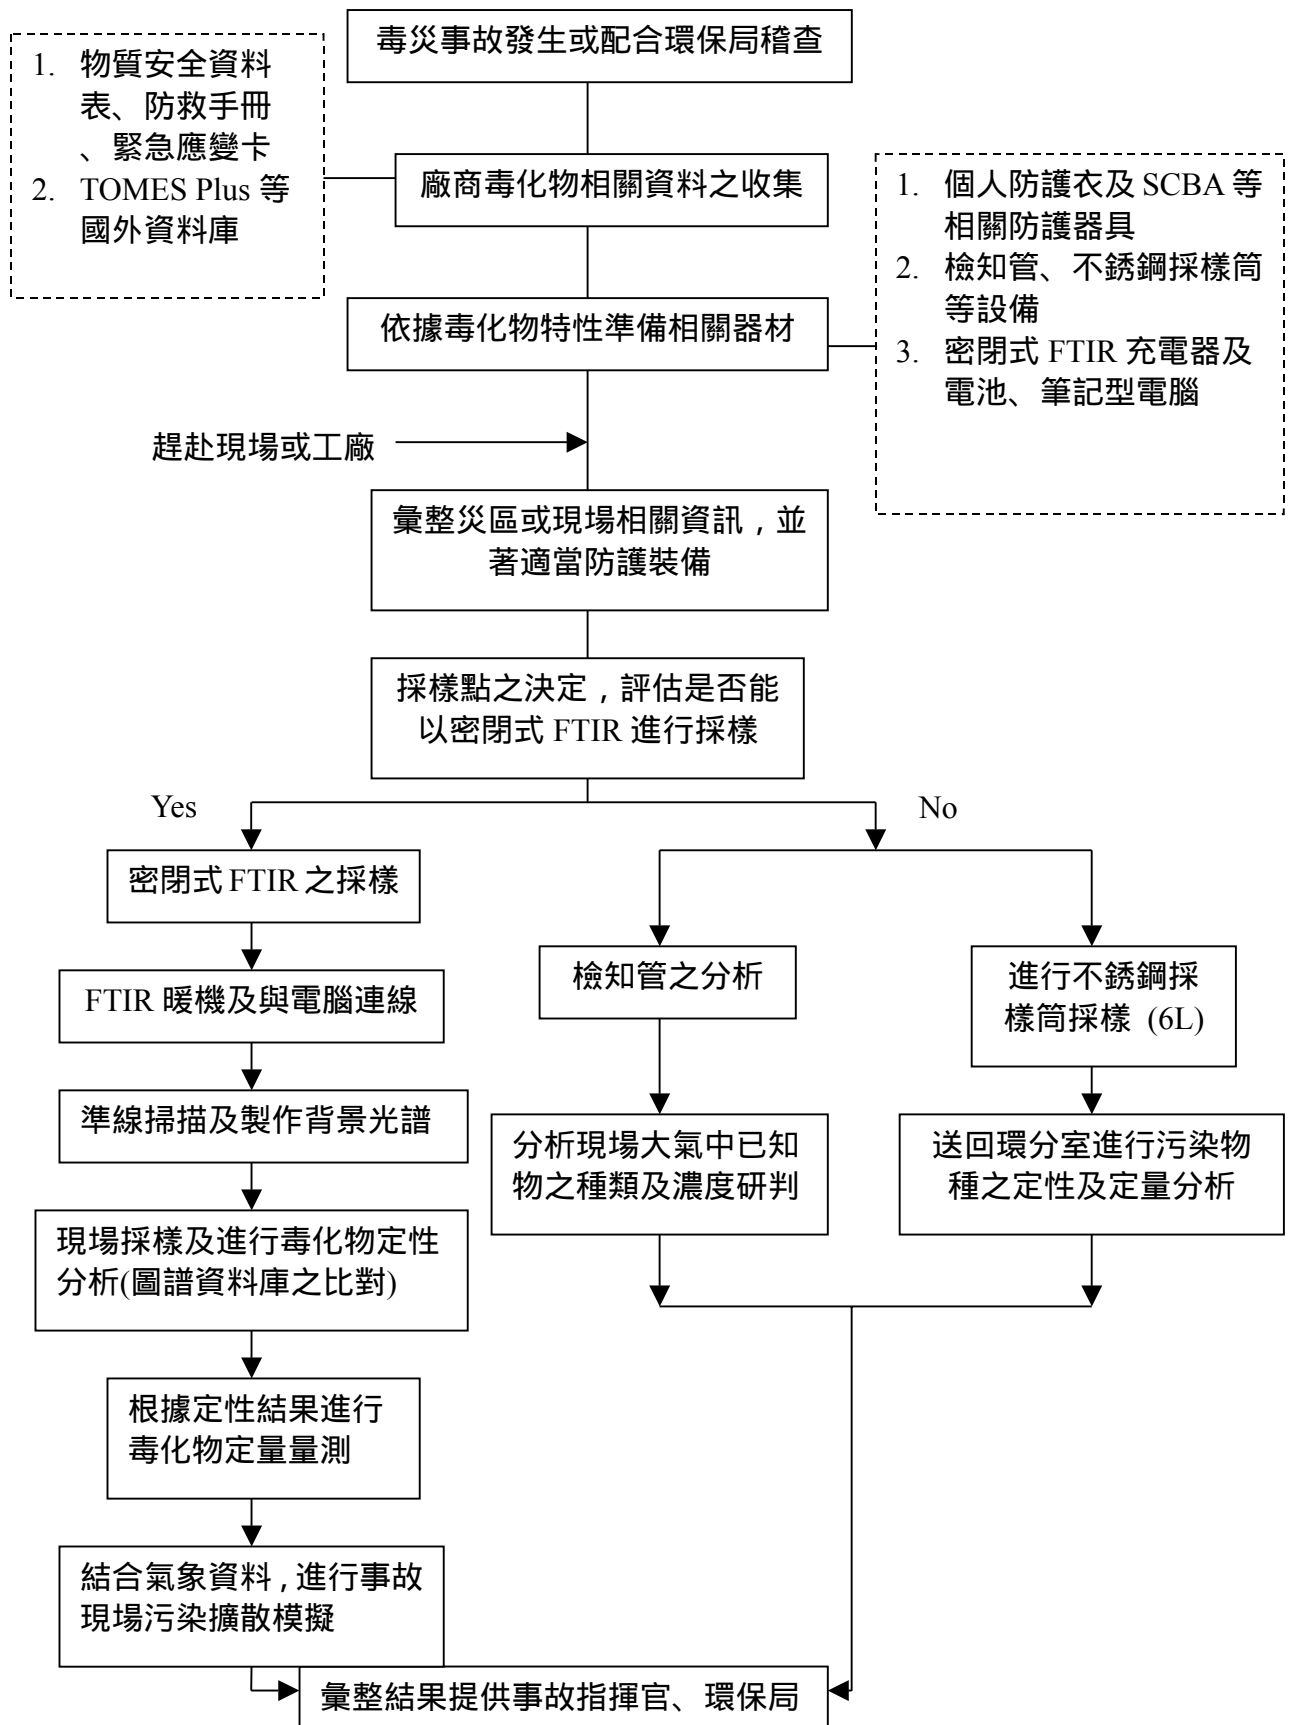 毒災事故發生或配合環保局稽查
1. 物質安全資料
表、防救手冊
、緊急應變卡
2. TOMES Plus 等
國外資料庫
廠商毒化物相關資料之收集
1. 個人防護衣及 SCBA 等
相關防護器具
2. 檢知管、不銹鋼採樣筒
等設備
3. 密閉式 FTIR 充電器及
電池、筆記型電腦
依據毒化物特性準備相關器材
趕赴現場或工廠
彙整災區或現場相關資訊，並
著適當防護裝備
採樣點之決定，評估是否能
以密閉式 FTIR 進行採樣
Yes
No
密閉式 FTIR 之採樣
FTIR 暖機及與電腦連線
準線掃描及製作背景光譜
現場採樣及進行毒化物定性
分析(圖譜資料庫之比對)
根據定性結果進行
毒化物定量量測
結合氣象資料，進行事故
現場污染擴散模擬
檢知管之分析
分析現場大氣中已知
物之種類及濃度研判
進行不銹鋼採
樣筒採樣 (6L)
送回環分室進行污染物
種之定性及定量分析
彙整結果提供事故指揮官、環保局